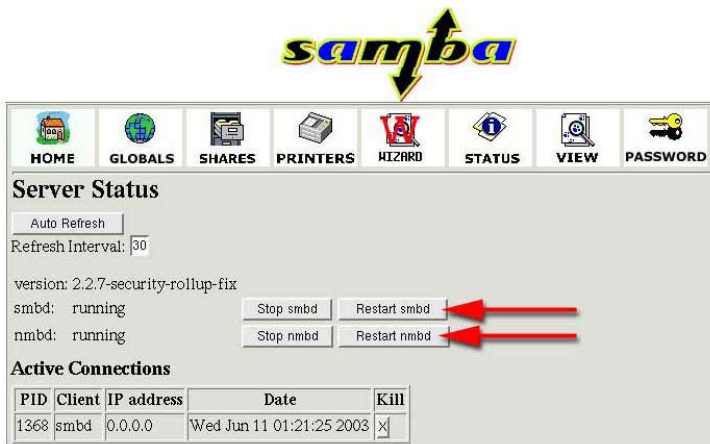 samba
HOME GLOBALS SHARES PRINTERS WIZARD STATUS VIEW PASSWORD
Server Status
Auto Refresh
Refresh Interval: 30
version: 2.2.7-security-rollup-fix
smbd: running Stop smbd Restart smbd
nmbd: running Stop nmbd Restart nmbd
Active Connections
PID Client IP address Date Kill
1368 smbd 0.0.0.0 Wed Jun 11 01:21:25 2003 X